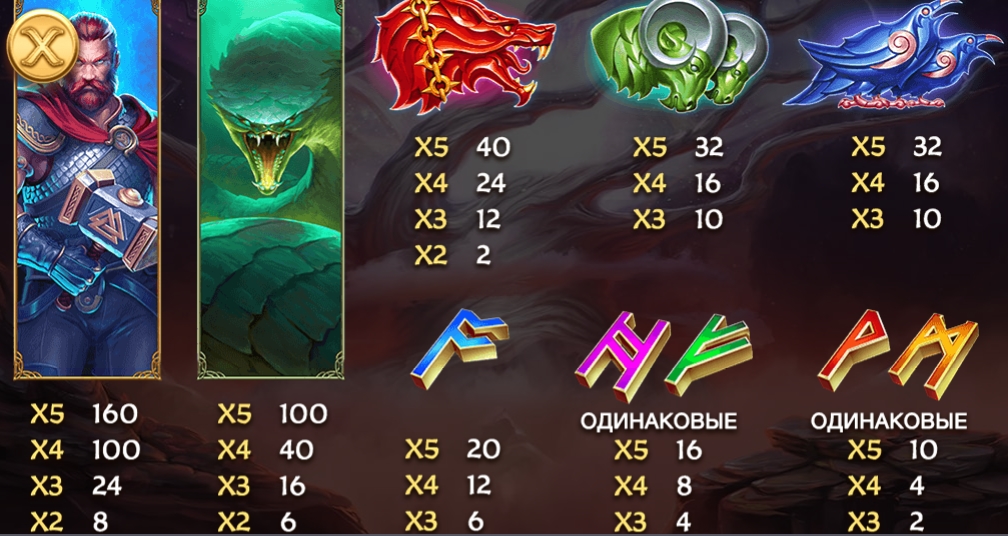 X
X5 40
X4 24
X3 12
X2 2
X5 32
X4 16
X3 10
X5 32
X4 16
X3 10
X5 160
X4 100
X3 24
X2 8
X5 100
X4 40
X3 16
X2 6
X5 20
X4 12
X3 6
ОДИНАКОВЫЕ
X5 16
X4 8
X3 4
ОДИНАКОВЫЕ
X5 10
X4 4
X3 2